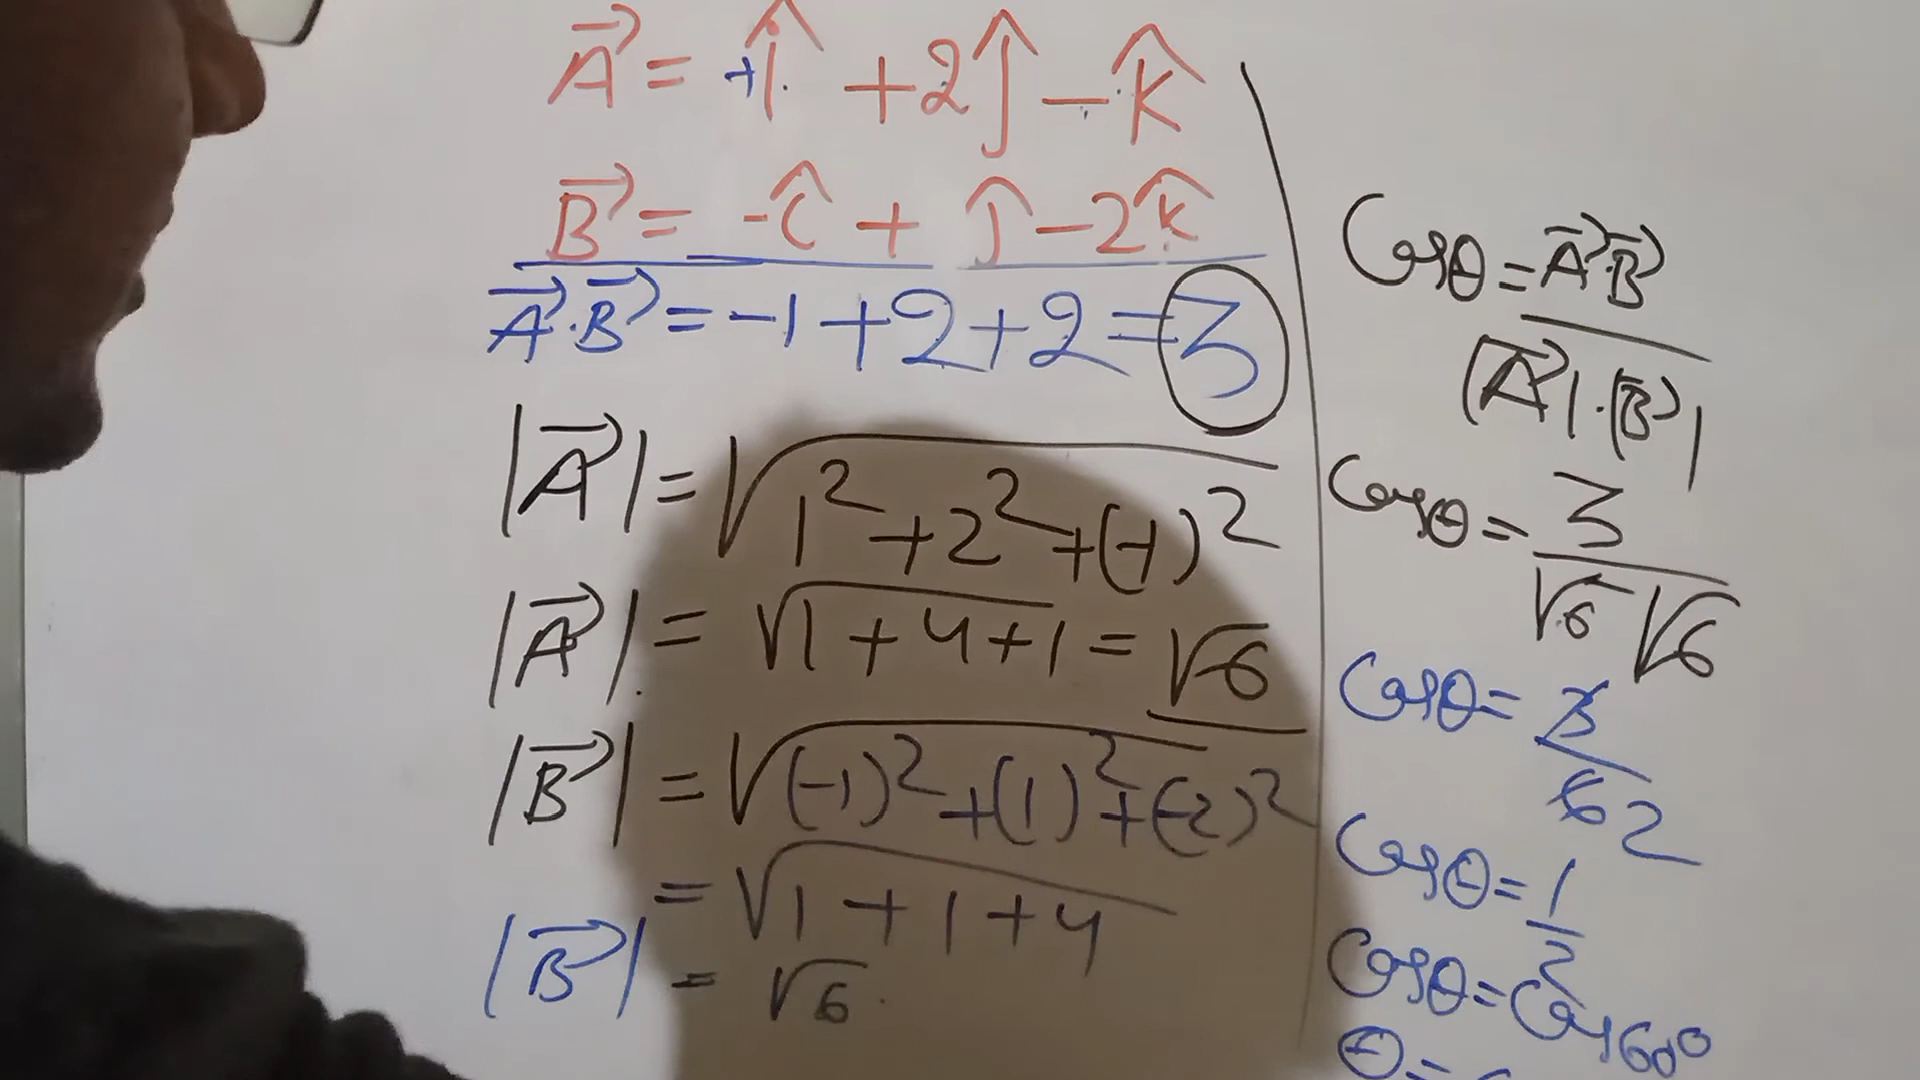 A⃗ = +î + 2ĵ - k̂
B⃗ = -î + ĵ - 2k̂
A⃗.B⃗ = -1 + 2 + 2 = 3
|A⃗| = √1² + 2² + (-1)²
|A⃗| = √1 + 4 + 1 = √6
|B⃗| = √(-1)² + (1)² + (-2)²
= √1 + 1 + 4
|B⃗| = √6
Cosθ = A⃗.B⃗
|A⃗|.|B⃗|
Cosθ = 3
√6 √6
Cosθ = 3
6 2
Cosθ = 1
2
Cosθ = Cos60°
θ =